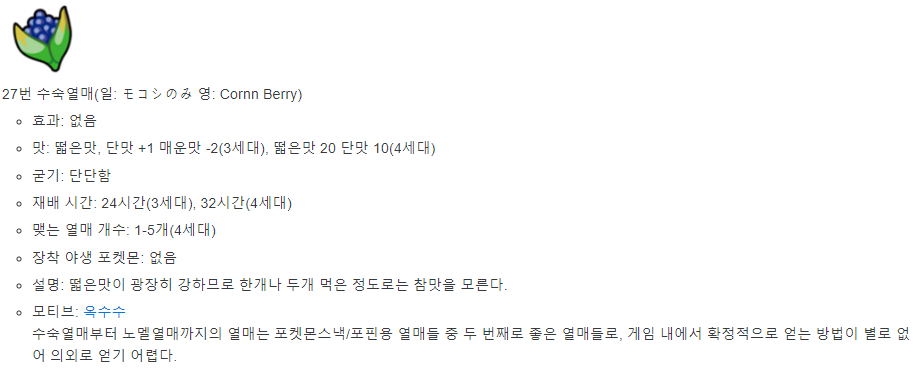 27번 수숙열매(일: モコシのみ 영: Cornn Berry)
효과: 없음
맛: 떫은맛, 단맛 +1 매운맛 -2(3세대), 떫은맛 20 단맛 10(4세대)
굳기: 단단함
재배 시간: 24시간(3세대), 32시간(4세대)
맺는 열매 개수: 1-5개(4세대)
장착 야생 포켓몬: 없음
설명: 떫은맛이 굉장히 강하므로 한개나 두개 먹은 정도로는 참맛을 모른다.
모티브: 옥수수
수숙열매부터 노멜열매까지의 열매는 포켓몬스낵/포핀용 열매들 중 두 번째로 좋은 열매들로, 게임 내에서 확정적으로 얻는 방법이 별로 없
어 의외로 얻기 어렵다.